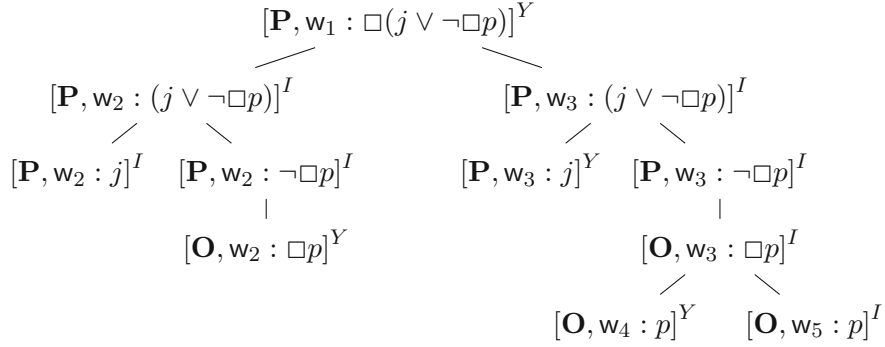 [P, w₁ : □(j ∨ ¬□p)]ʸ
[P, w₂ : (j ∨ ¬□p)]ᴵ [P, w₃ : (j ∨ ¬□p)]ᴵ
[P, w₂ : j]ᴵ [P, w₂ : ¬□p]ᴵ [P, w₃ : j]ʸ [P, w₃ : ¬□p]ᴵ
[O, w₂ : □p]ʸ [O, w₃ : □p]ᴵ
[O, w₄ : p]ʸ [O, w₅ : p]ᴵ